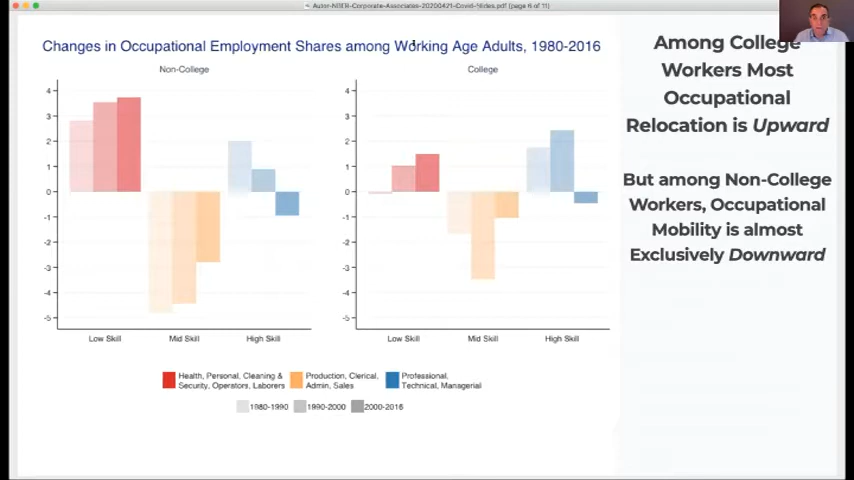 Autor-NBER-Corporate-Associates-20200421-Covid-Slides.pdf (page 6 of 11)
Changes in Occupational Employment Shares among Working Age Adults, 1980-2016
Non-College
College
4
3
2
1
0
-1
-2
-3
-4
-5
4
3
2
1
0
-1
-2
-3
-4
-5
Low Skill
Mid Skill
High Skill
Low Skill
Mid Skill
High Skill
Health, Personal, Cleaning &
Security, Operators, Laborers
Production, Clerical,
Admin, Sales
Professional,
Technical, Managerial
1980-1990
1990-2000
2000-2016
Among College
Workers Most
Occupational
Relocation is Upward
But among Non-College
Workers, Occupational
Mobility is almost
Exclusively Downward